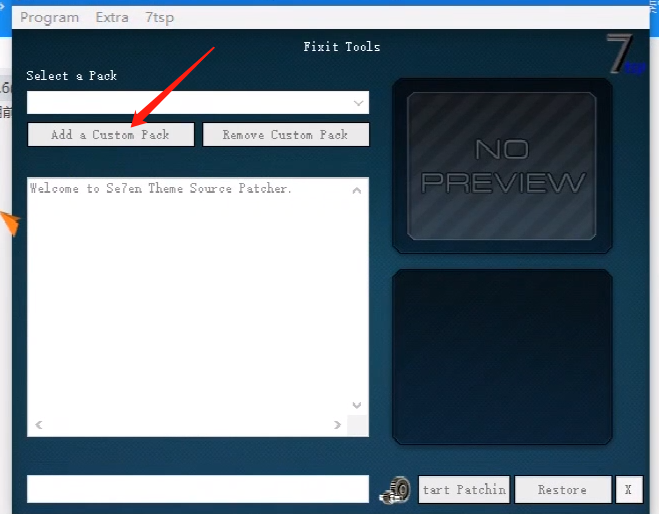 Program Extra 7tsp
Fixit Tools
7
Select a Pack
Add a Custom Pack Remove Custom Pack
NO
PREVIEW
Welcome to Se7en Theme Source Patcher.
tart Patchin Restore X